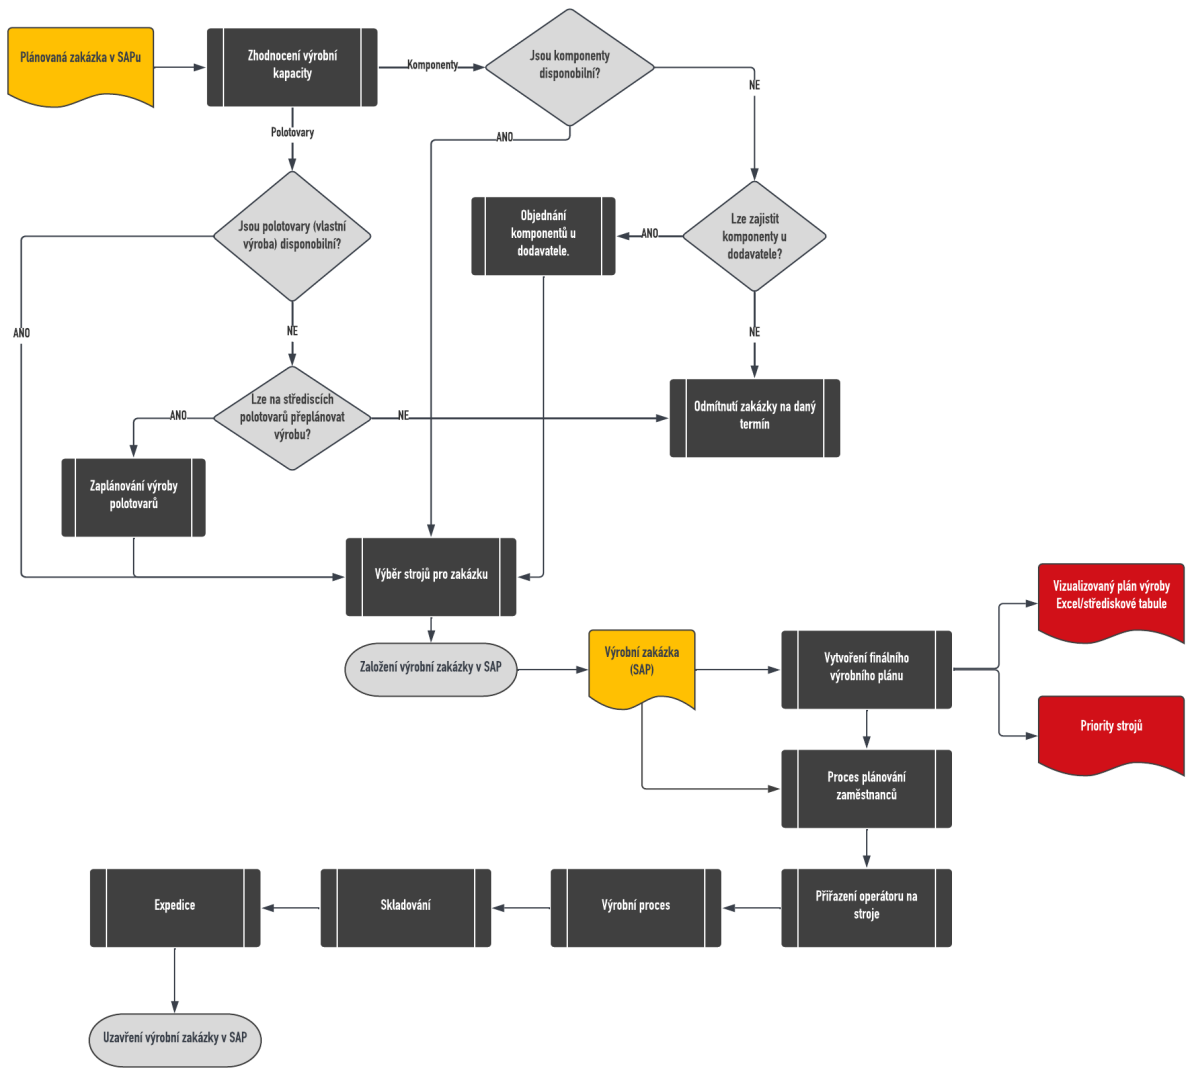 Plánovaná zakázka v SAPu
Zhodnocení výrobní
kapacity
Komponenty
Jsou komponenty
disponobilní?
NE
ANO
Polotovary
Jsou polotovary (vlastní
výroba) disponobilní?
Objednání
komponentů u
dodavatele.
ANO
Lze zajistit
komponenty u
dodavatele?
ANO
NE
NE
Lze na střediscích
polotovarů přeplánovat
výrobu?
ANO
NE
Odmítnutí zakázky na daný
termín
Zaplánování výroby
polotovarů
Výběr strojů pro zakázku
Vizualizovaný plán výroby
Excel/střediskové tabule
Založení výrobní zakázky v SAP
Výrobní zakázka
(SAP)
Vytvoření finálního
výrobního plánu
Priority strojů
Proces plánování
zaměstnanců
Expedice
Skladování
Výrobní proces
Přiřazení operátoru na
stroje
Uzavření výrobní zakázky v SAP